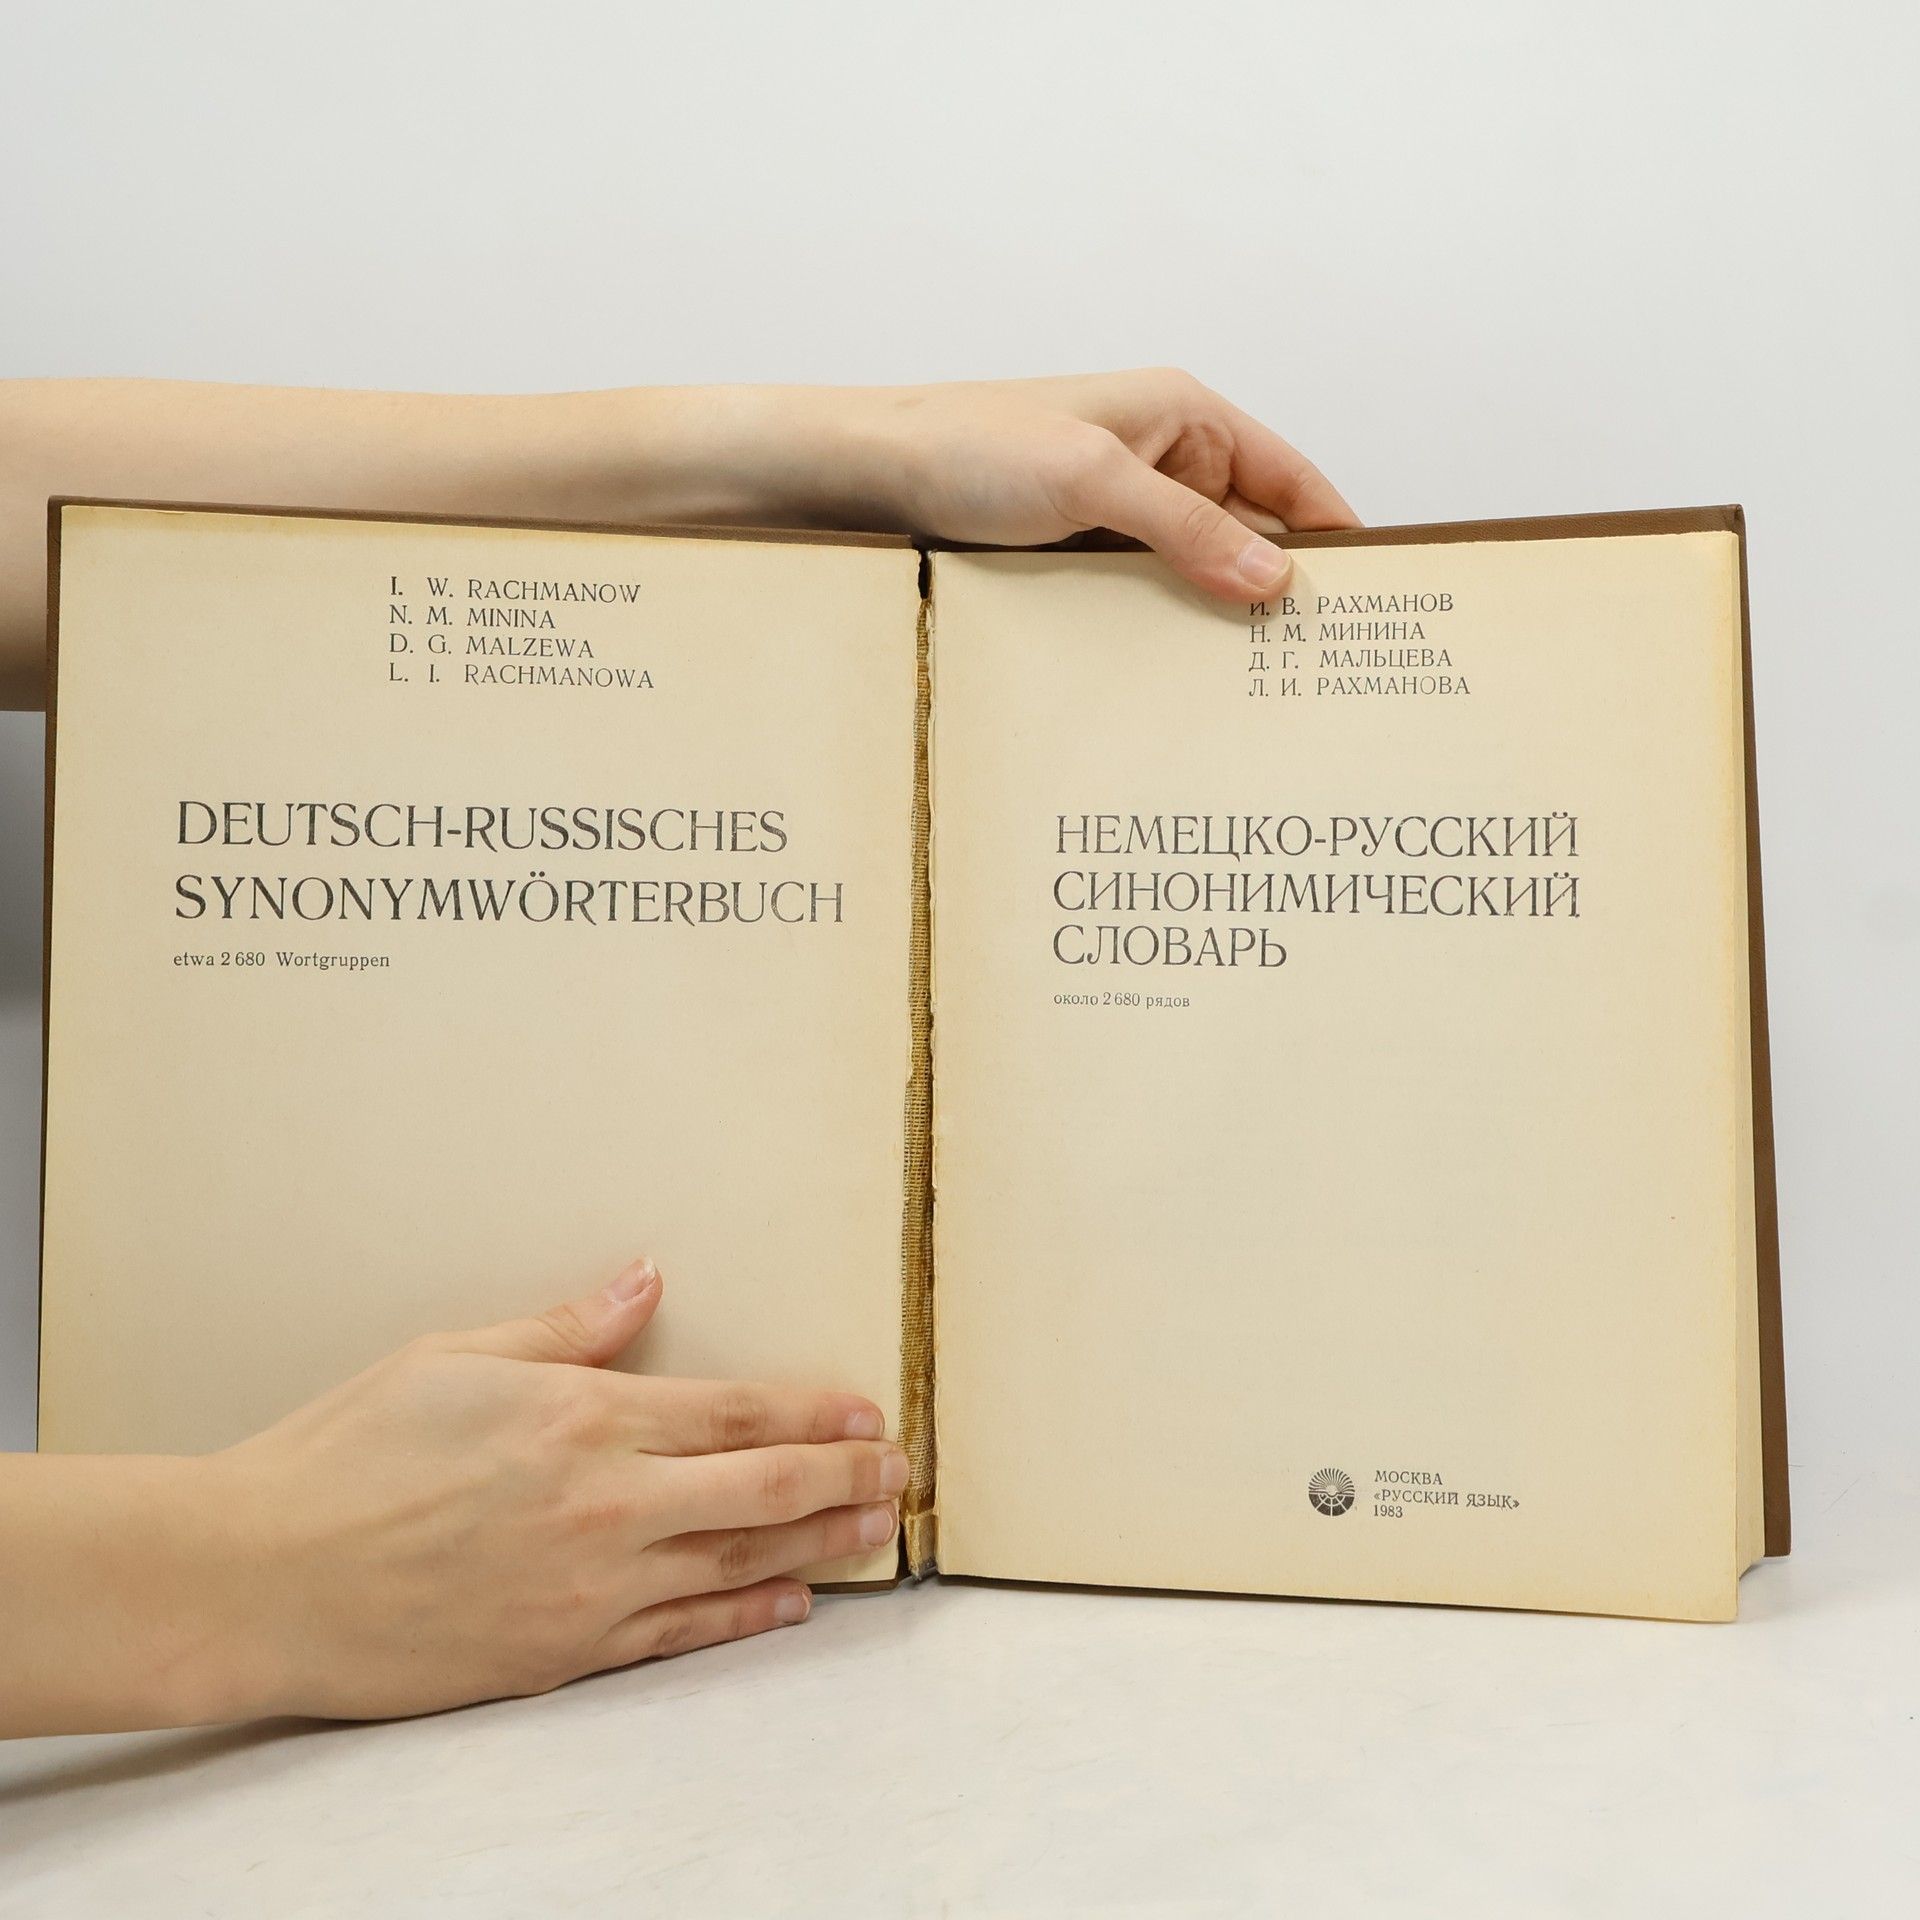 I. W. RACHMANOW
N. M. MININA
D. G. MALZEWA
L. I. RACHMANOWA
DEUTSCH-RUSSISCHES
SYNONYMWÖRTERBUCH
etwa 2 680 Wortgruppen
И. В. РАХМАНОВ
Н. М. МИНИНА
Д. Г. МАЛЬЦЕВА
Л. И. РАХМАНОВА
НЕМЕЦКО-РУССКИЙ
СИНОНИМИЧЕСКИЙ
СЛОВАРЬ
около 2 680 рядов
МОСКВА
«РУССКИЙ ЯЗЫК»
1983